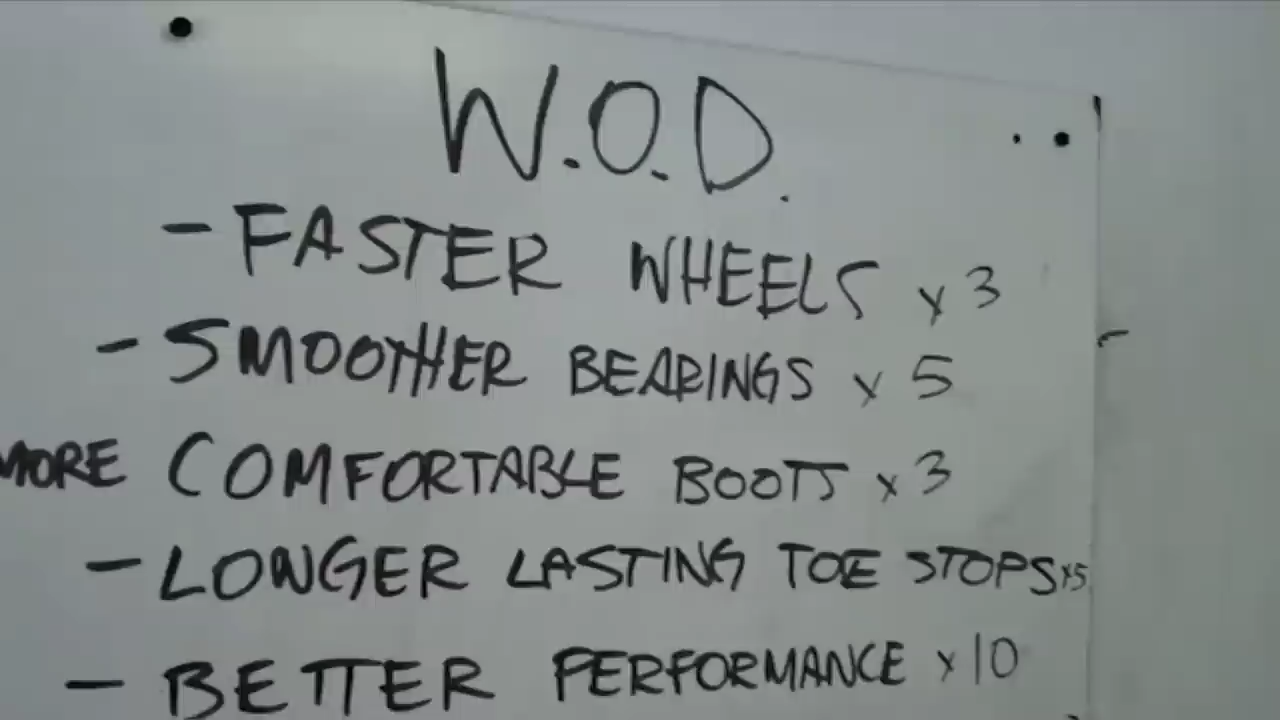 W.O.D.
- FASTER WHEELS x 3
- SMOOTHER BEARINGS x 5
MORE COMFORTABLE BOOTS x 3
- LONGER LASTING TOE STOPS x5
- BETTER PERFORMANCE x 10